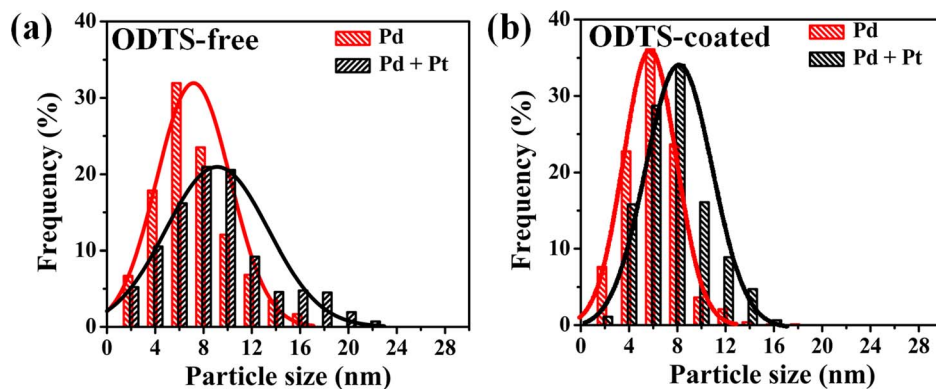 (a)
ODTS-free
Pd
Pd + Pt
Frequency (%)
40
30
20
10
0
0 4 8 12 16 20 24 28
Particle size (nm)
(b)
ODTS-coated
Pd
Pd + Pt
Frequency (%)
40
30
20
10
0
0 4 8 12 16 20 24 28
Particle size (nm)